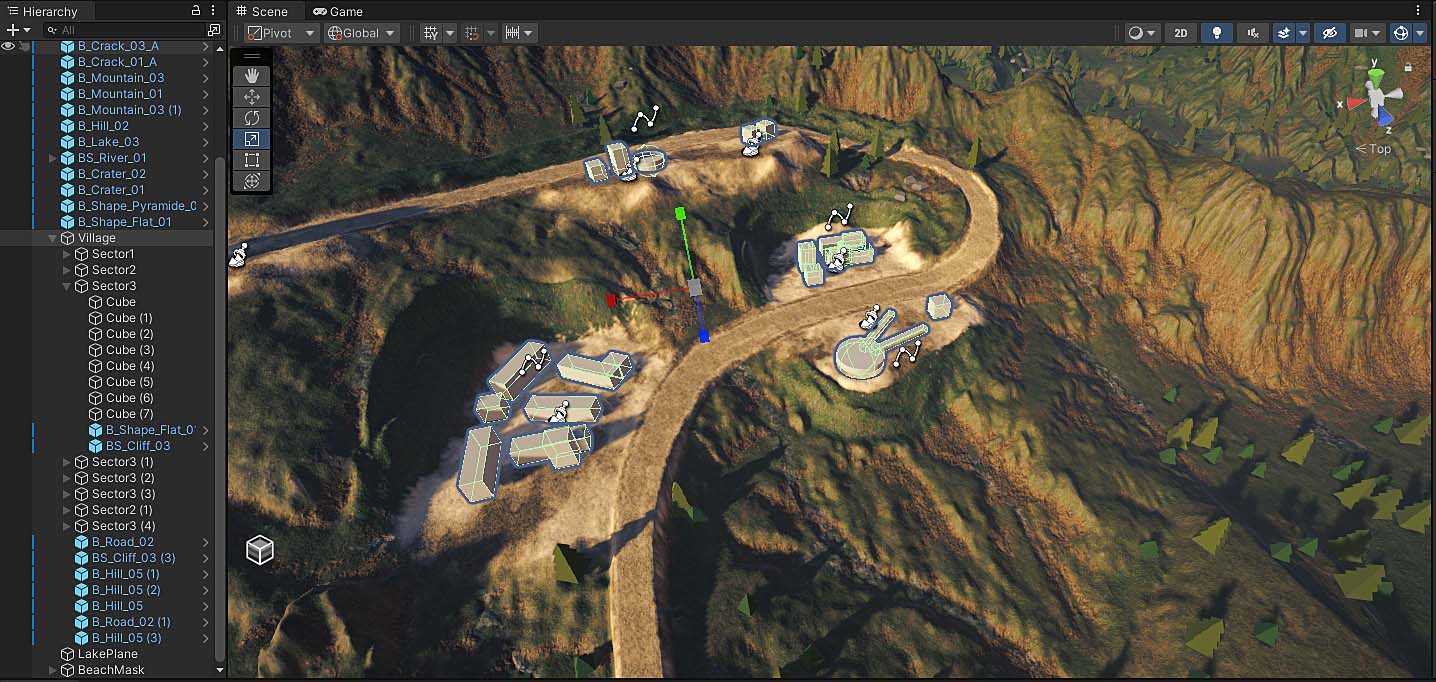 Hierarchy
All
B_Crack_03_A
B_Crack_01_A
B_Mountain_03
B_Mountain_01
B_Mountain_03 (1)
B_Hill_02
B_Lake_03
BS_River_01
B_Crater_02
B_Crater_01
B_Shape_Pyramide_0
B_Shape_Flat_01
Village
Sector1
Sector2
Sector3
Cube
Cube (1)
Cube (2)
Cube (3)
Cube (4)
Cube (5)
Cube (6)
Cube (7)
B_Shape_Flat_0
BS_Cliff_03
Sector3 (1)
Sector3 (2)
Sector3 (3)
Sector2 (1)
Sector3 (4)
B_Road_02
BS_Cliff_03 (3)
B_Hill_05 (1)
B_Hill_05 (2)
B_Hill_05
B_Road_02 (1)
B_Hill_05 (3)
LakePlane
BeachMask
Scene Game
Pivot Global 2D
y
x
z
Top